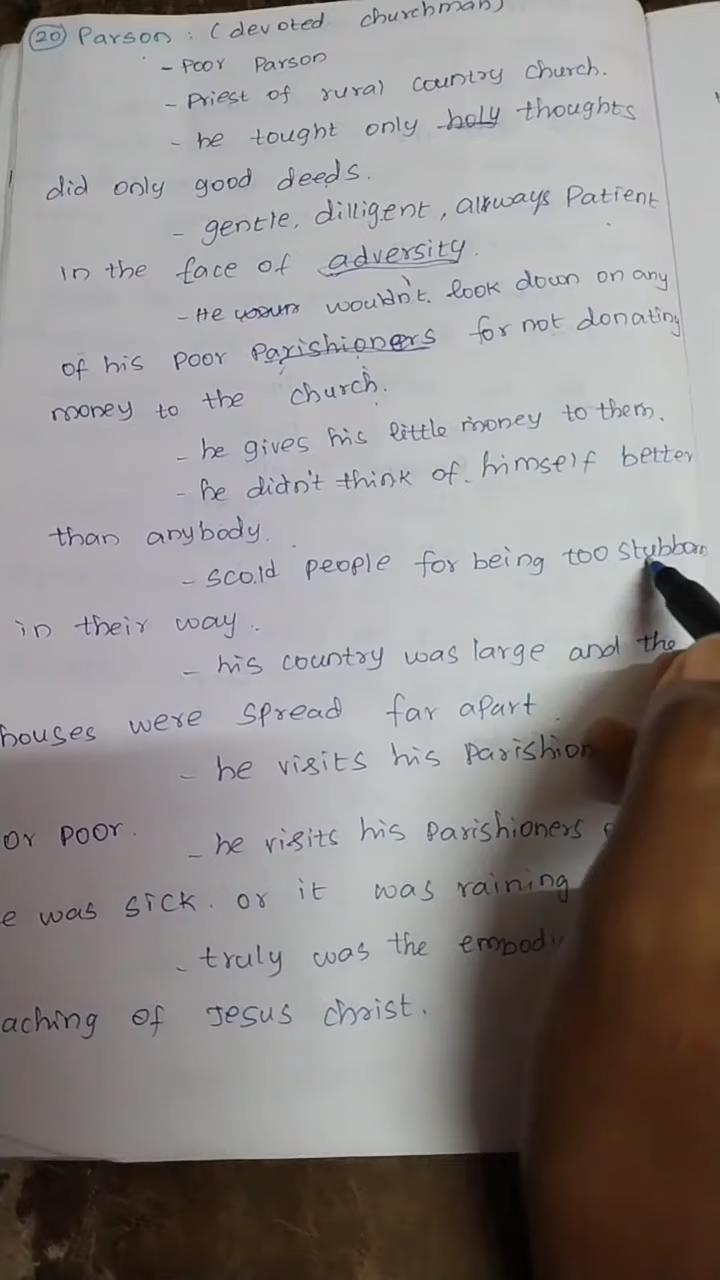 20 Parson : (devoted churchman)
- Poor Parson
- Priest of rural country church.
- he tought only holy thoughts
did only good deeds.
- gentle, dilligent, always Patient
in the face of adversity.
- He wouldn't look down on any
of his poor Parishioners for not donating
money to the church.
- he gives his little money to them.
- he didn't think of himself better
than anybody.
- scold people for being too stubborn
in their way.
- his country was large and the
houses were spread far apart.
- he visits his Parishion
or poor.
- he visits his Parishioners
e was sick. or it was raining
- truly was the embodi
aching of Jesus christ.